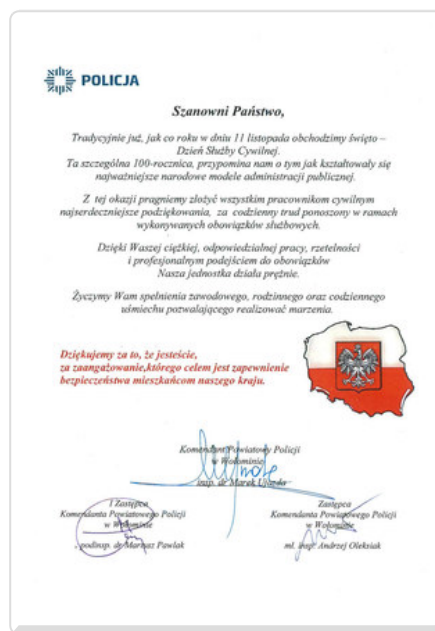 POLICJA
Szanowni Państwo,
Tradycyjnie już, jak co roku w dniu 11 listopada obchodzimy święto –
Dzień Służby Cywilnej.
Ta szczególna 100-rocznica, przypomina nam o tym jak kształtowały się
najważniejsze narodowe modele administracji publicznej.
Z tej okazji pragniemy złożyć wszystkim pracownikom cywilnym
najserdeczniejsze podziękowania, za codzienny trud ponoszony w ramach
wykonywanych obowiązków służbowych.
Dzięki Waszej ciężkiej, odpowiedzialnej pracy, rzetelności
i profesjonalnym podejściem do obowiązków
Nasza jednostka działa prężnie.
Życzymy Wam spełnienia zawodowego, rodzinnego oraz codziennego
uśmiechu pozwalającego realizować marzenia.
Dziękujemy za to, że jesteście,
za zaangażowanie,którego celem jest zapewnienie
bezpieczeństwa mieszkańcom naszego kraju.
Komendant Powiatowy Policji
w Wołominie
insp. dr Marek Ujazda
I Zastępca
Komendanta Powiatowego Policji
w Wołominie
podinsp. dr Mariusz Pawlak
Zastępca
Komendanta Powiatowego Policji
w Wołominie
mł. insp. Andrzej Oleksiak